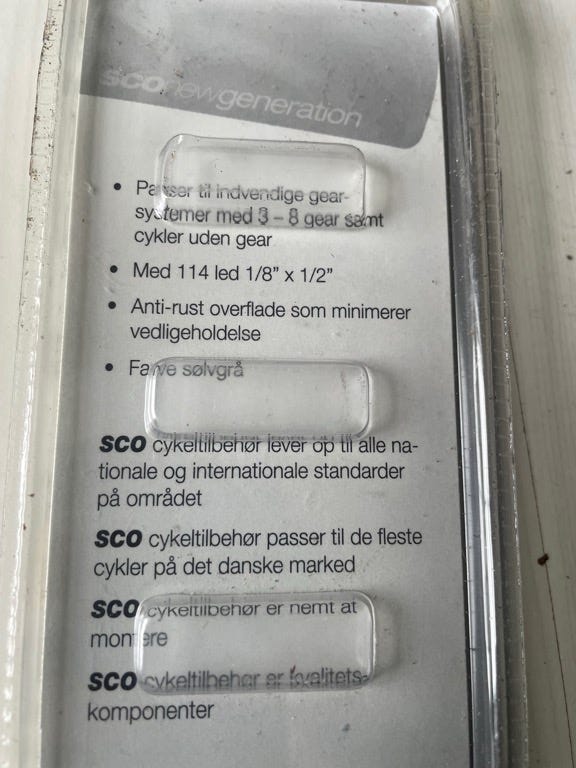 sconewgeneration
• Passer til indvendige gear-
systemer med 3 – 8 gear samt
cykler uden gear
• Med 114 led 1/8" x 1/2"
• Anti-rust overflade som minimerer
vedligeholdelse
• Farve sølvgrå
sco cykeltilbehør lever op til alle na-
tionale og internationale standarder
på området
sco cykeltilbehør passer til de fleste
cykler på det danske marked
sco cykeltilbehør er nemt at
montere
sco cykeltilbehør er kvalitets-
komponenter